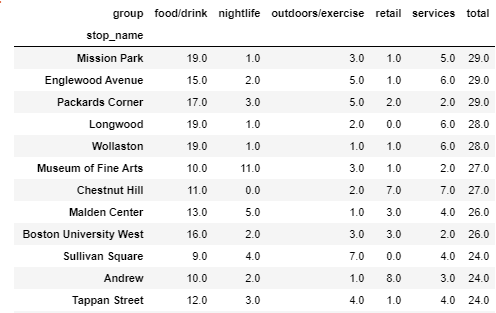 group food/drink nightlife outdoors/exercise retail services total
stop_name
Mission Park 19.0 1.0 3.0 1.0 5.0 29.0
Englewood Avenue 15.0 2.0 5.0 1.0 6.0 29.0
Packards Corner 17.0 3.0 5.0 2.0 2.0 29.0
Longwood 19.0 1.0 2.0 0.0 6.0 28.0
Wollaston 19.0 1.0 1.0 1.0 6.0 28.0
Museum of Fine Arts 10.0 11.0 3.0 1.0 2.0 27.0
Chestnut Hill 11.0 0.0 2.0 7.0 7.0 27.0
Malden Center 13.0 5.0 1.0 3.0 4.0 26.0
Boston University West 16.0 2.0 3.0 3.0 2.0 26.0
Sullivan Square 9.0 4.0 7.0 0.0 4.0 24.0
Andrew 10.0 2.0 1.0 8.0 3.0 24.0
Tappan Street 12.0 3.0 4.0 1.0 4.0 24.0